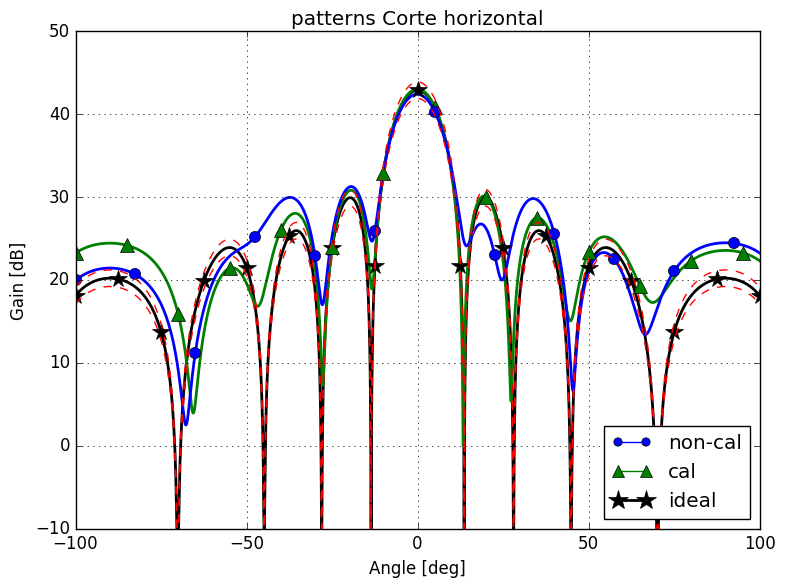 patterns Corte horizontal
50
40
30
20
10
0
−10
Gain [dB]
−100
−50
0
50
100
Angle [deg]
non-cal
cal
ideal